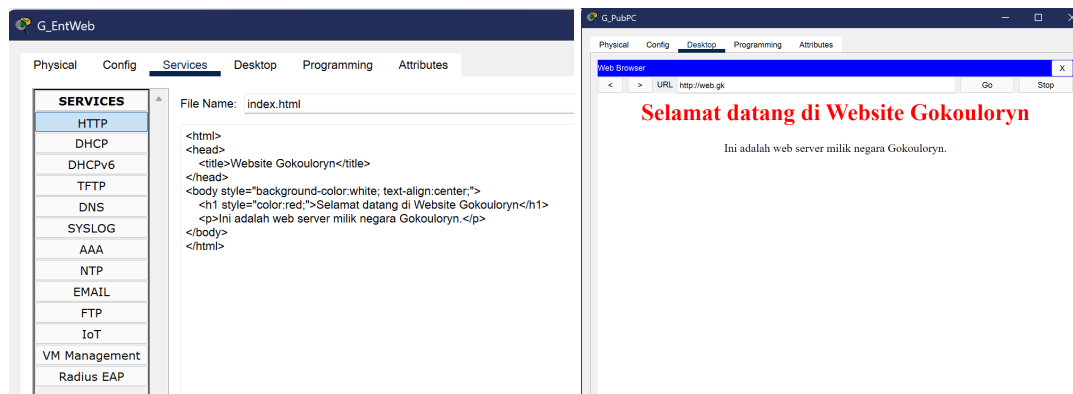 G_EntWeb
Physical Config Services Desktop Programming Attributes
SERVICES
HTTP
DHCP
DHCPv6
TFTP
DNS
SYSLOG
AAA
NTP
EMAIL
FTP
IoT
VM Management
Radius EAP
File Name: index.html
<html>
<head>
<title>Website Gokouloryn</title>
</head>
<body style="background-color:white; text-align:center;">
<h1 style="color:red;">Selamat datang di Website Gokouloryn</h1>
<p>Ini adalah web server milik negara Gokouloryn.</p>
</body>
</html>
G_PubPC
Physical Config Desktop Programming Attributes
Web Browser X
< > URL http://web.gk Go Stop
Selamat datang di Website Gokouloryn
Ini adalah web server milik negara Gokouloryn.